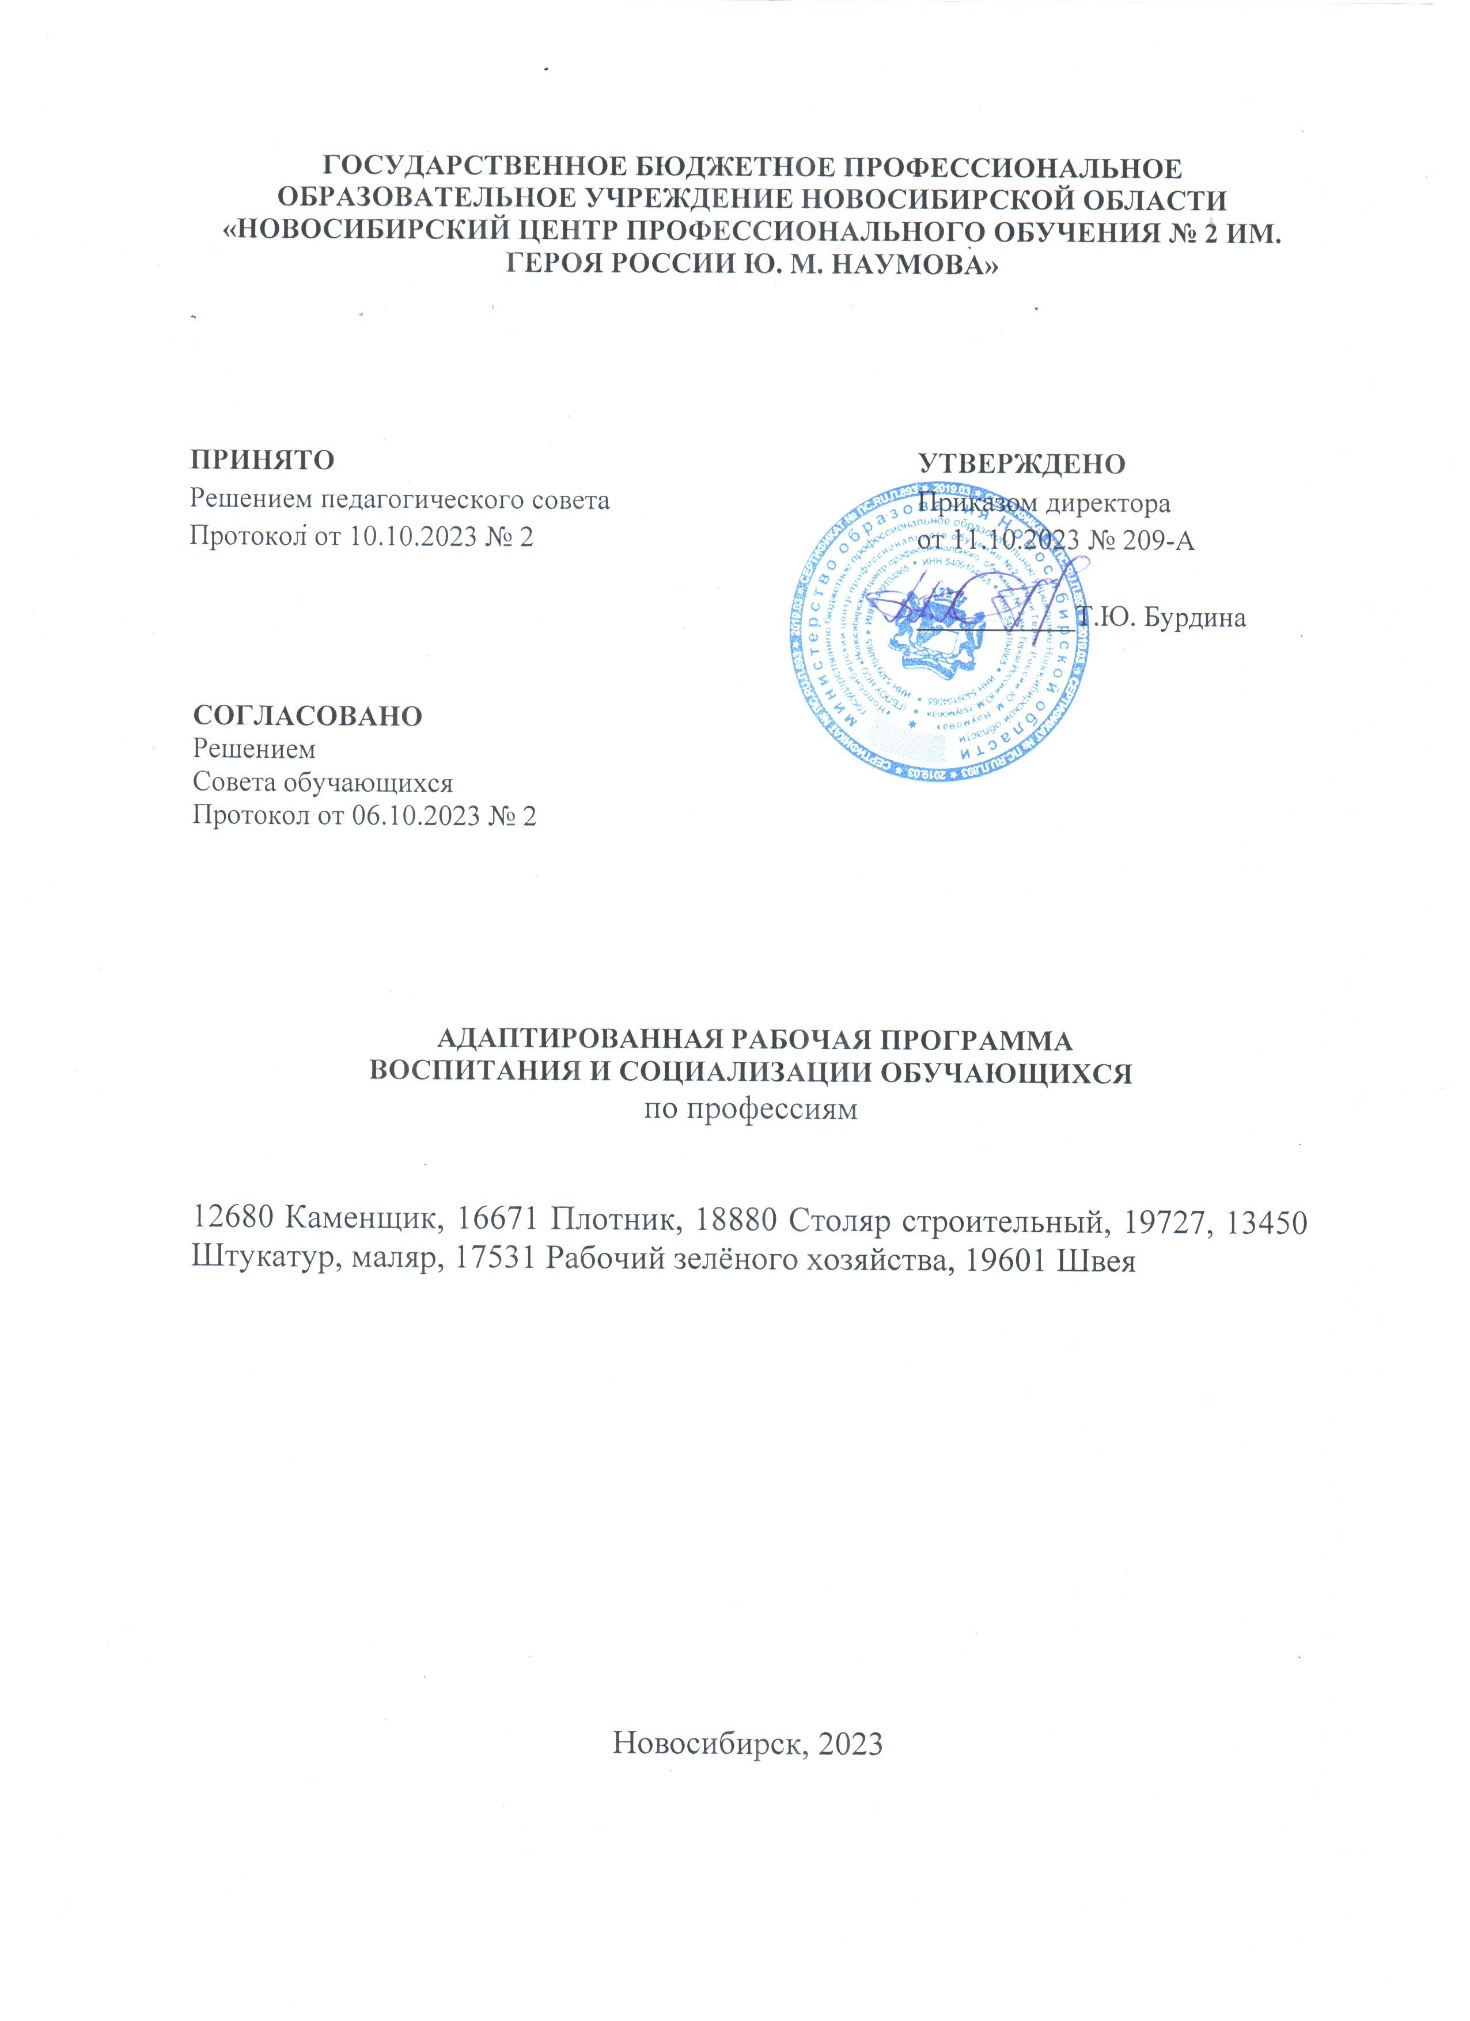 ГОСУДАРСТВЕННОЕ БЮДЖЕТНОЕ ПРОФЕССИОНАЛЬНОЕ
ОБРАЗОВАТЕЛЬНОЕ УЧРЕЖДЕНИЕ НОВОСИБИРСКОЙ ОБЛАСТИ
«НОВОСИБИРСКИЙ ЦЕНТР ПРОФЕССИОНАЛЬНОГО ОБУЧЕНИЯ № 2 ИМ.
ГЕРОЯ РОССИИ Ю. М. НАУМОВА»
ПРИНЯТО
Решением педагогического совета
Протокол от 10.10.2023 № 2
УТВЕРЖДЕНО
Приказом директора
от 11.10.2023 № 209-А
Т.Ю. Бурдина
министерство образования Новосибирской области
СОГЛАСОВАНО
Решением
Совета обучающихся
Протокол от 06.10.2023 № 2
АДАПТИРОВАННАЯ РАБОЧАЯ ПРОГРАММА
ВОСПИТАНИЯ И СОЦИАЛИЗАЦИИ ОБУЧАЮЩИХСЯ
по профессиям
12680 Каменщик, 16671 Плотник, 18880 Столяр строительный, 19727, 13450
Штукатур, маляр, 17531 Рабочий зелёного хозяйства, 19601 Швея
Новосибирск, 2023